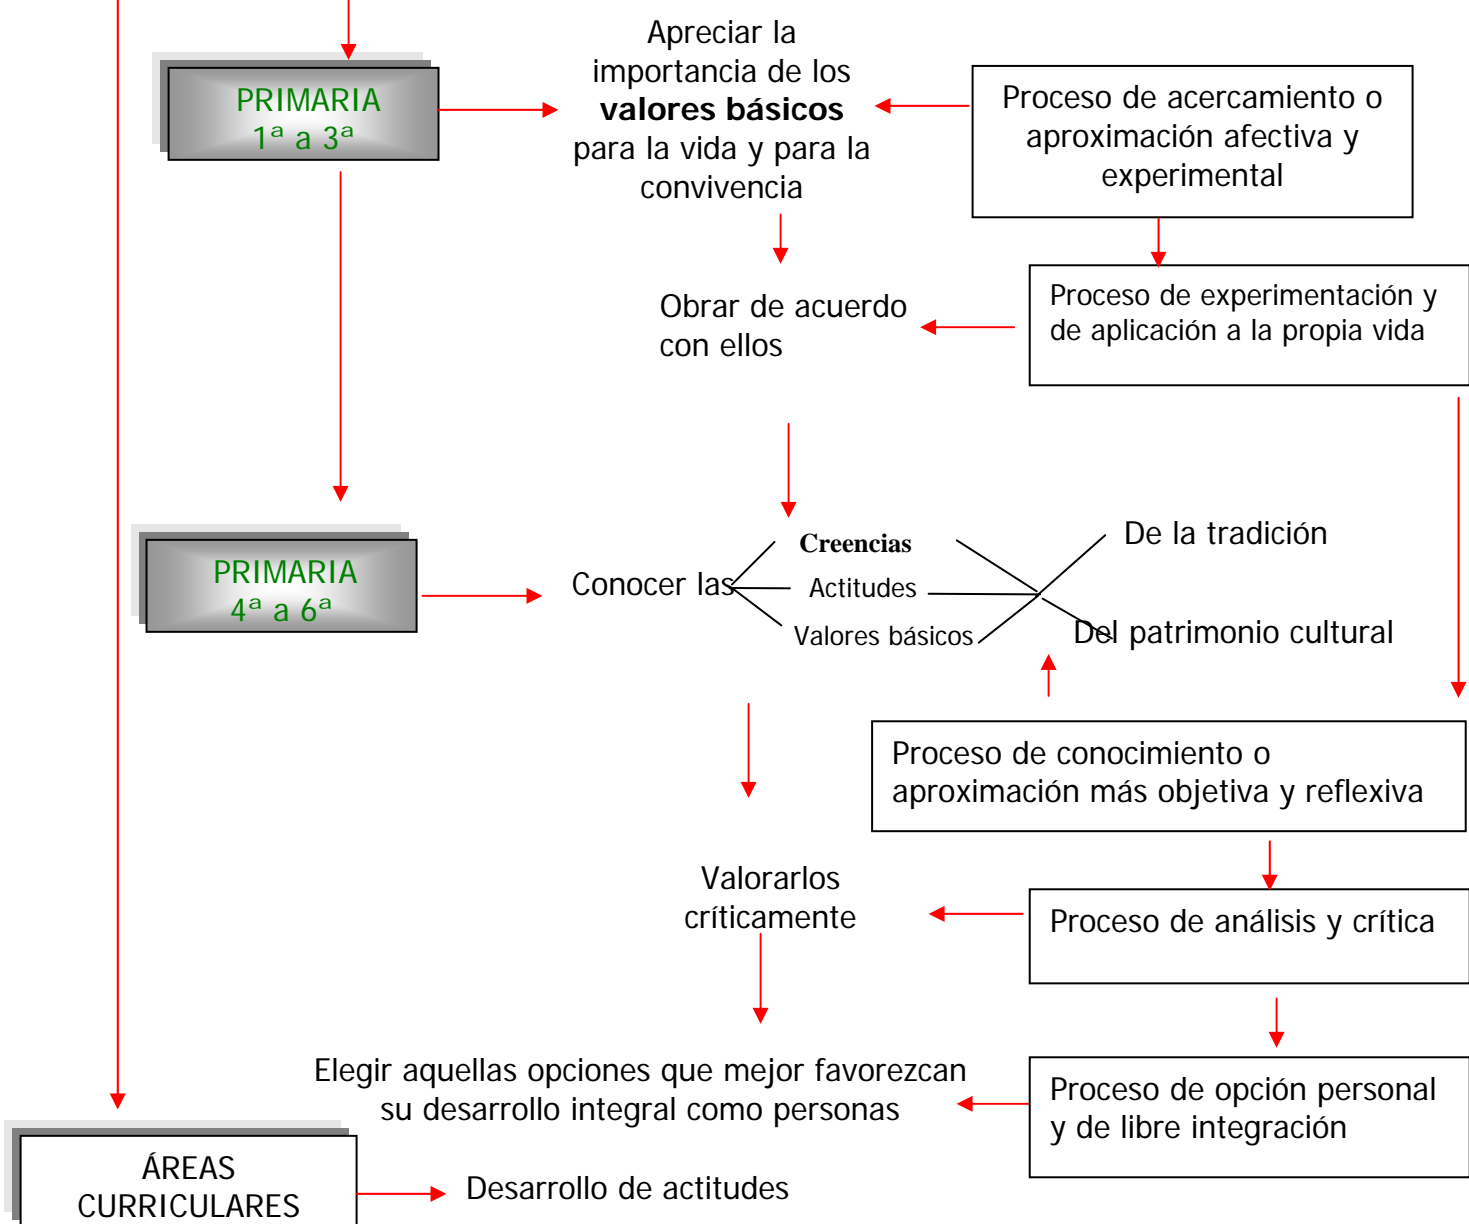 PRIMARIA
1ª a 3ª
Apreciar la
importancia de los
valores básicos
para la vida y para la
convivencia
Proceso de acercamiento o
aproximación afectiva y
experimental
Obrar de acuerdo
con ellos
Proceso de experimentación y
de aplicación a la propia vida
PRIMARIA
4ª a 6ª
Conocer las
Creencias
Actitudes
Valores básicos
De la tradición
Del patrimonio cultural
Proceso de conocimiento o
aproximación más objetiva y reflexiva
Valorarlos
críticamente
Proceso de análisis y crítica
Elegir aquellas opciones que mejor favorezcan
su desarrollo integral como personas
Proceso de opción personal
y de libre integración
ÁREAS
CURRICULARES
Desarrollo de actitudes